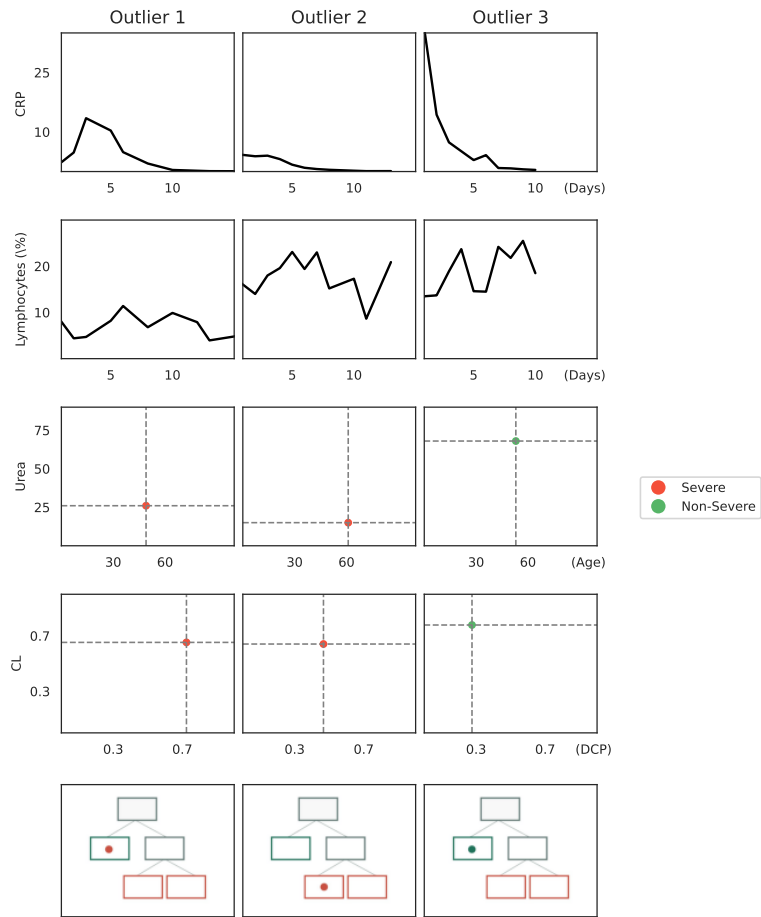 Outlier 1 Outlier 2 Outlier 3
CRP
25
10
5 10 5 10 5 10 (Days)
Lymphocytes (\%)
20
10
5 10 5 10 5 10 (Days)
Urea
75
50
25
30 60 30 60 30 60 (Age)
Severe
Non-Severe
CL
0.7
0.3
0.3 0.7 0.3 0.7 0.3 0.7 (DCP)